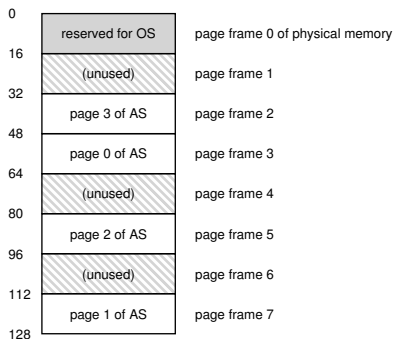 0
reserved for OS page frame 0 of physical memory
16
(unused) page frame 1
32
page 3 of AS page frame 2
48
page 0 of AS page frame 3
64
(unused) page frame 4
80
page 2 of AS page frame 5
96
(unused) page frame 6
112
page 1 of AS page frame 7
128